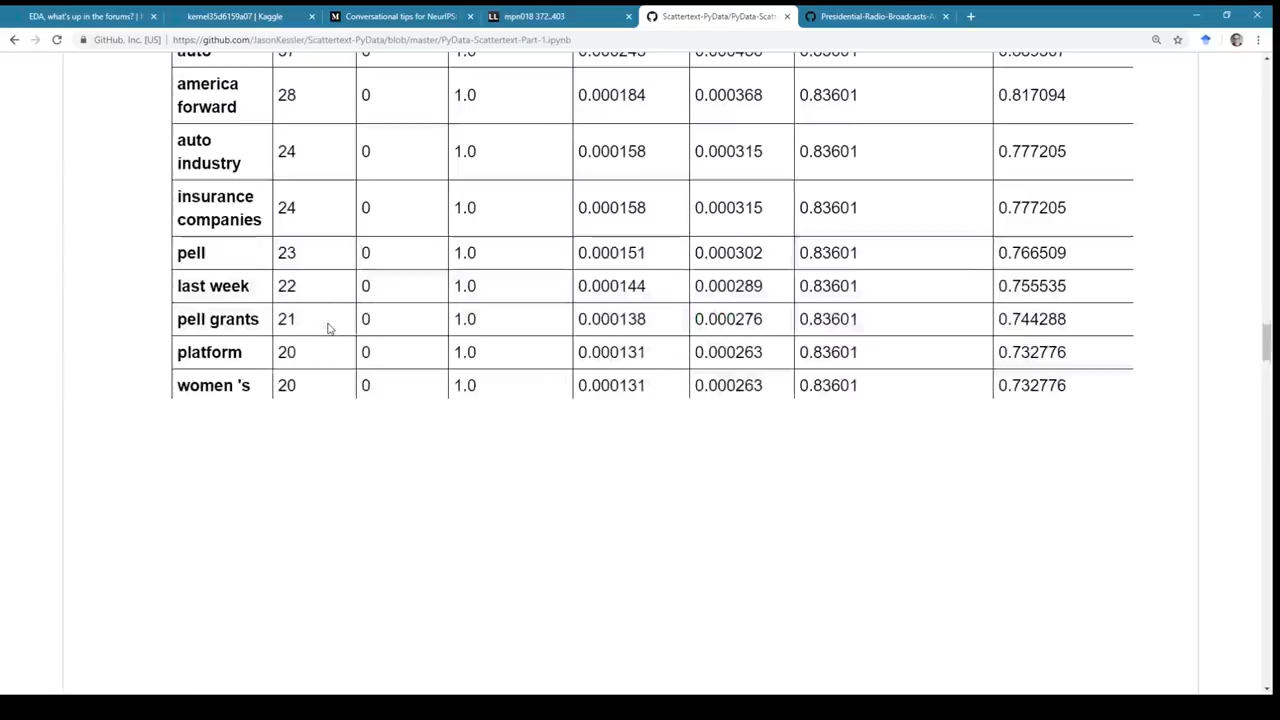 EDA, what's up in the forums? | kernel35d6159a07 | Kaggle Conversational tips for NeurIPS mpn018 372..403 Scattertext-PyData/PyData-Scatt Presidential-Radio-Broadcasts-A
GitHub, Inc. [US] https://github.com/JasonKessler/Scattertext-PyData/blob/master/PyData-Scattertext-Part-1.ipynb
auto 37 0 1.0
america forward 28 0 1.0 0.000184 0.000368 0.83601 0.817094
auto industry 24 0 1.0 0.000158 0.000315 0.83601 0.777205
insurance companies 24 0 1.0 0.000158 0.000315 0.83601 0.777205
pell 23 0 1.0 0.000151 0.000302 0.83601 0.766509
last week 22 0 1.0 0.000144 0.000289 0.83601 0.755535
pell grants 21 0 1.0 0.000138 0.000276 0.83601 0.744288
platform 20 0 1.0 0.000131 0.000263 0.83601 0.732776
women 's 20 0 1.0 0.000131 0.000263 0.83601 0.732776